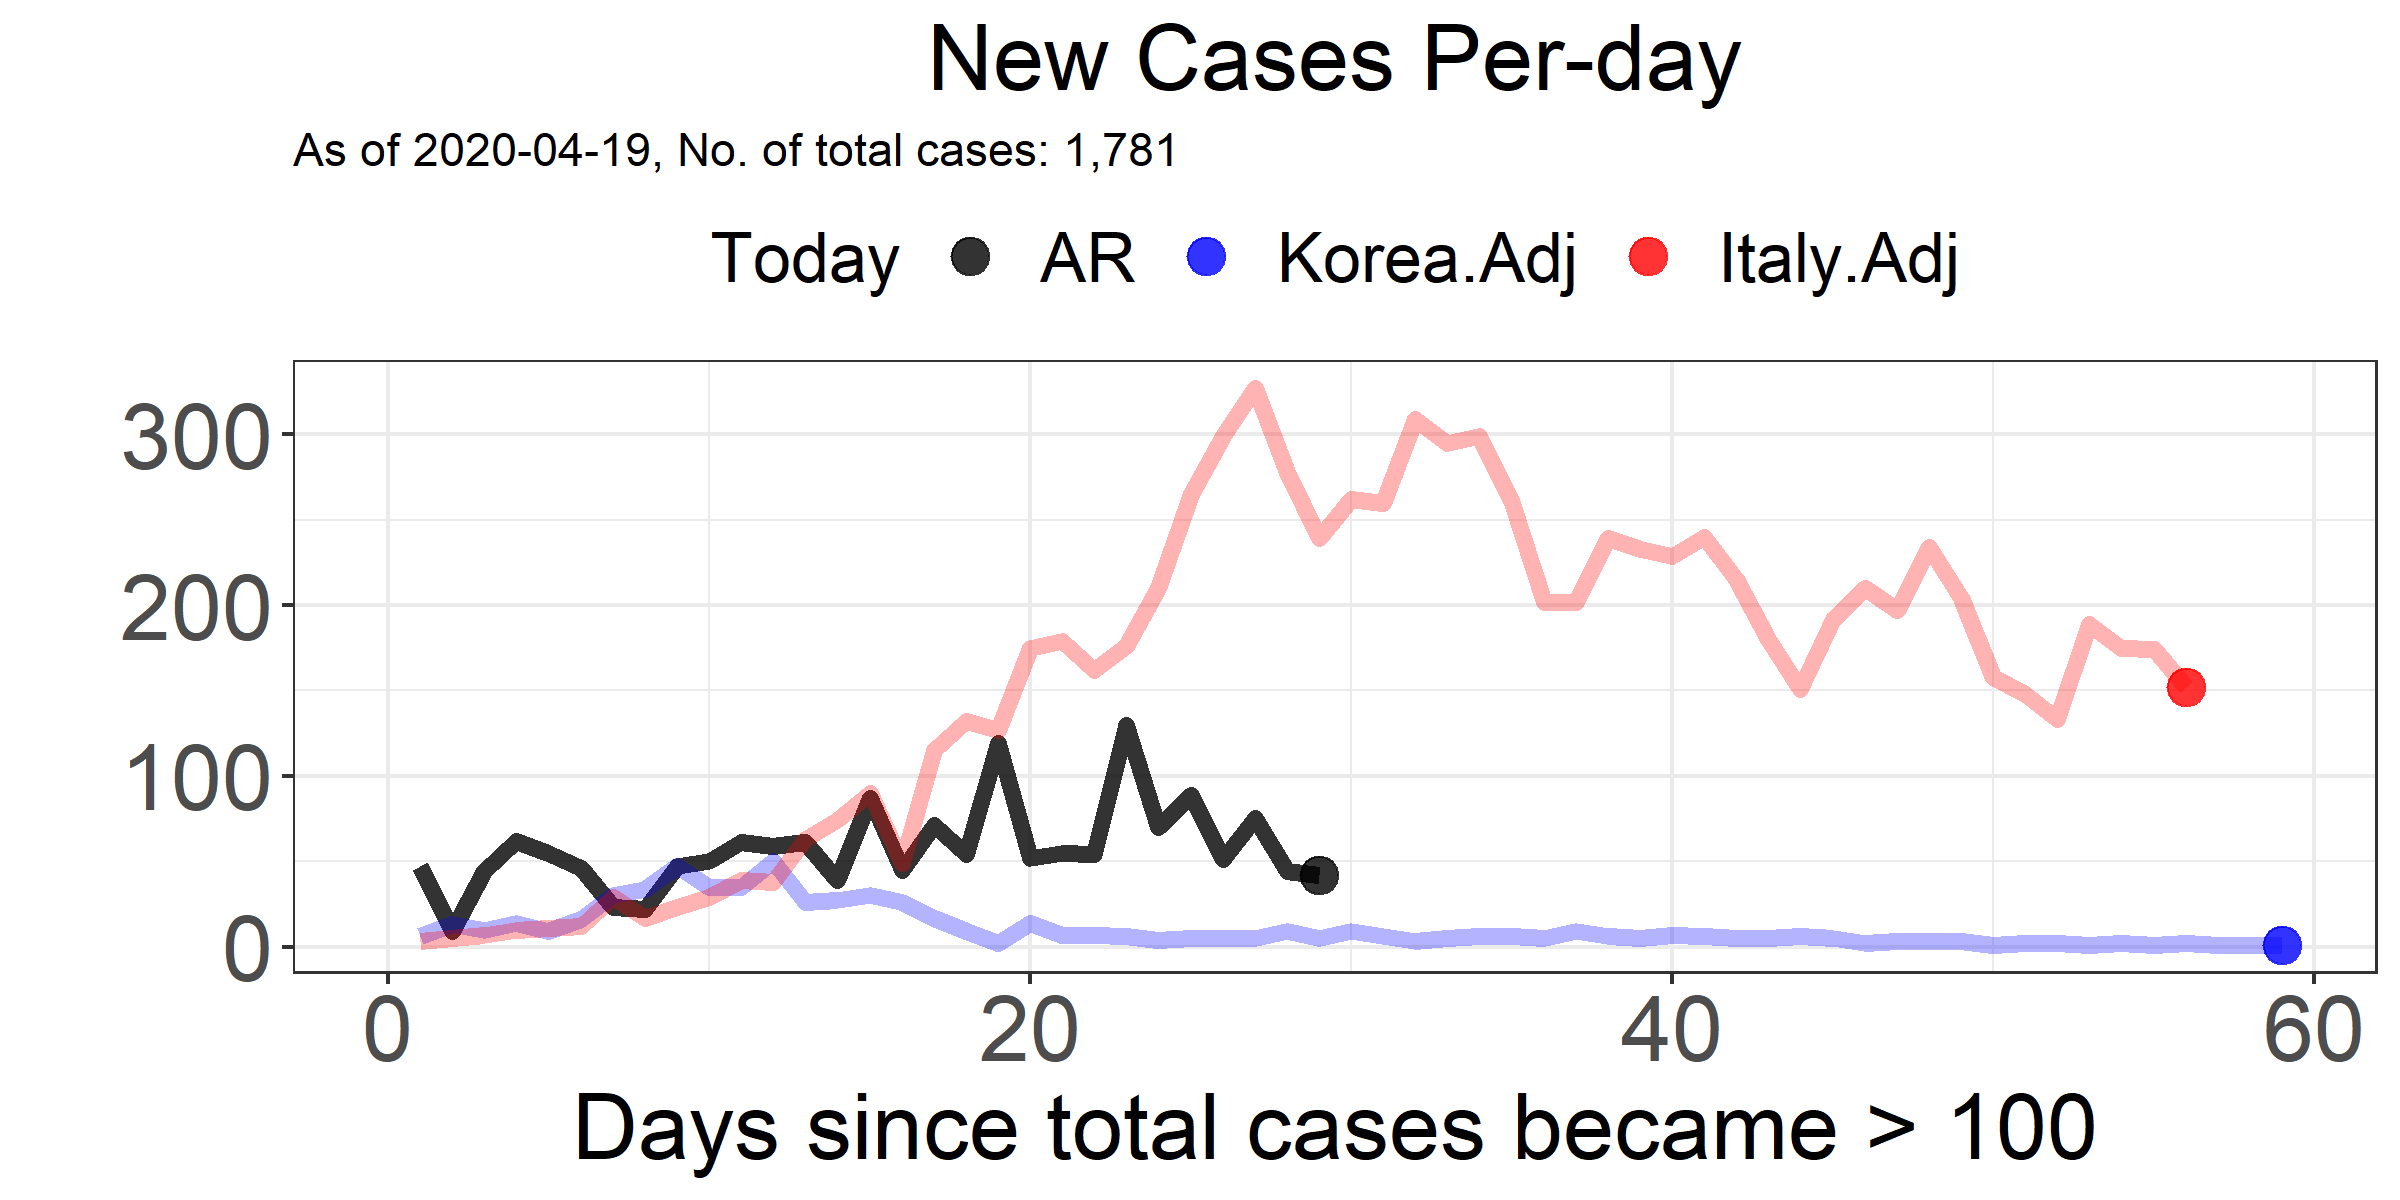 New Cases Per-day
As of 2020-04-19, No. of total cases: 1,781
Today AR Korea.Adj Italy.Adj
300
200
100
0
0 20 40 60
Days since total cases became > 100